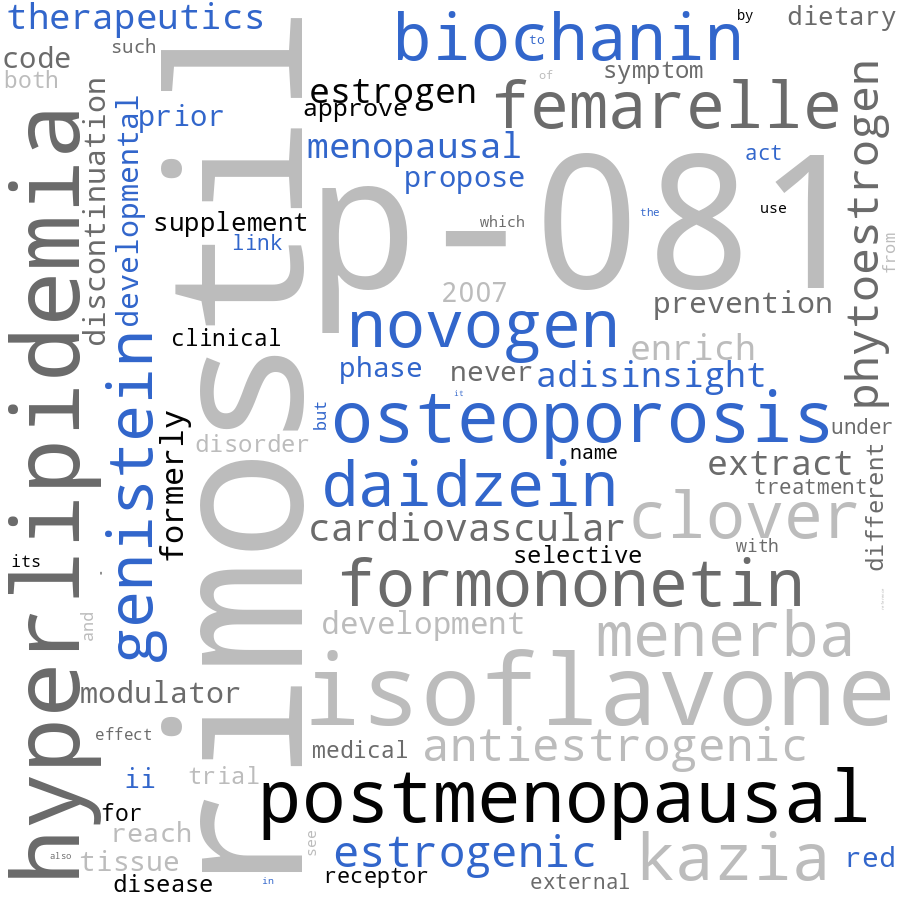 therapeutics
biochanin
by
dietary
to
code
such
both
of
symptom
estrogen
approve
femarelle
prior
menopausal
act
propose
p-081
hyperlipidemia
discontinuation
developmental
rimostil
phytoestrogen
supplement
link
which
the
use
from
2007
prevention
clinical
novogen
enrich
phase
never
adisinsight
it
but
osteoporosis
under
genistein
formerly
disorder
name
daidzein
extract
treatment
different
clover
cardiovascular
selective
with
its
-
formononetin
and
development
menerba
modulator
isoflavone
effect
medical
antiestrogenic
ii
trial
postmenopausal
for
reach
see
estrogenic
kazia
red
also
tissue
disease
in
receptor
external